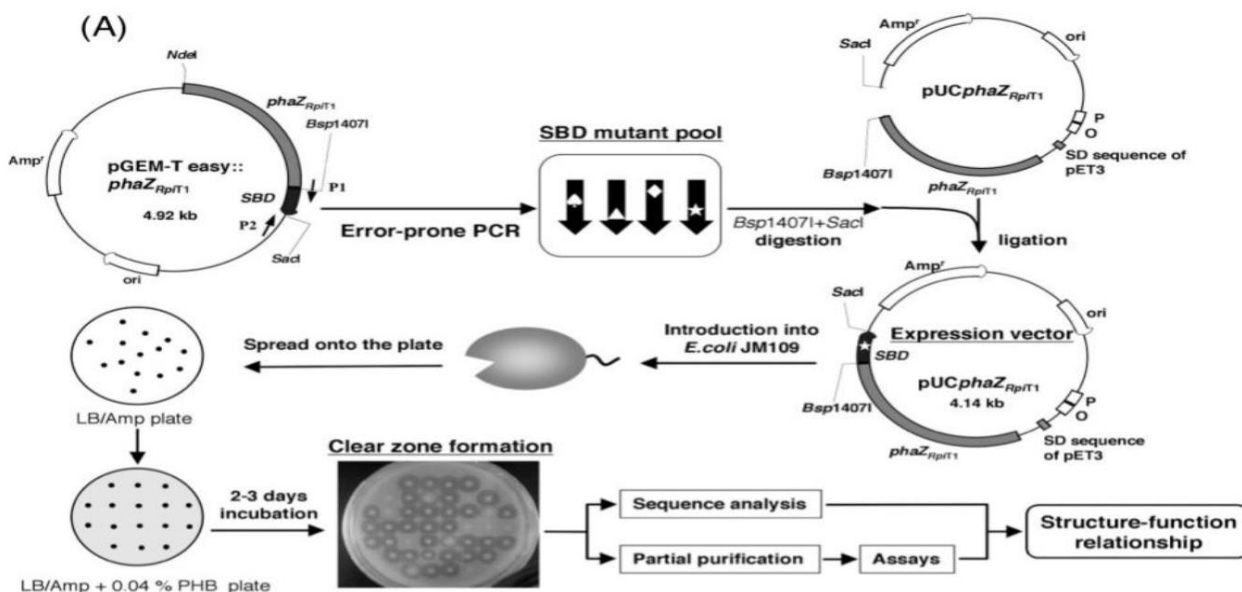 (A)
NdeI
phaZRpiT1
Bsp1407I
Ampr
pGEM-T easy::
phaZRpiT1
4.92 kb
SBD
P1
P2
SacI
ori
Error-prone PCR
SBD mutant pool
Bsp1407I+SacI
digestion
Ampr
ori
SacI
pUCphaZRpiT1
P
O
SD sequence of
pET3
Bsp1407I
phaZRpiT1
ligation
Ampr
SacI
ori
Expression vector
SBD
pUCphaZRpiT1
4.14 kb
Bsp1407I
P
O
SD sequence
of pET3
phaZRpiT1
Introduction into
E.coli JM109
Spread onto the plate
LB/Amp plate
2-3 days
incubation
LB/Amp + 0.04 % PHB plate
Clear zone formation
Sequence analysis
Partial purification
Assays
Structure-function
relationship